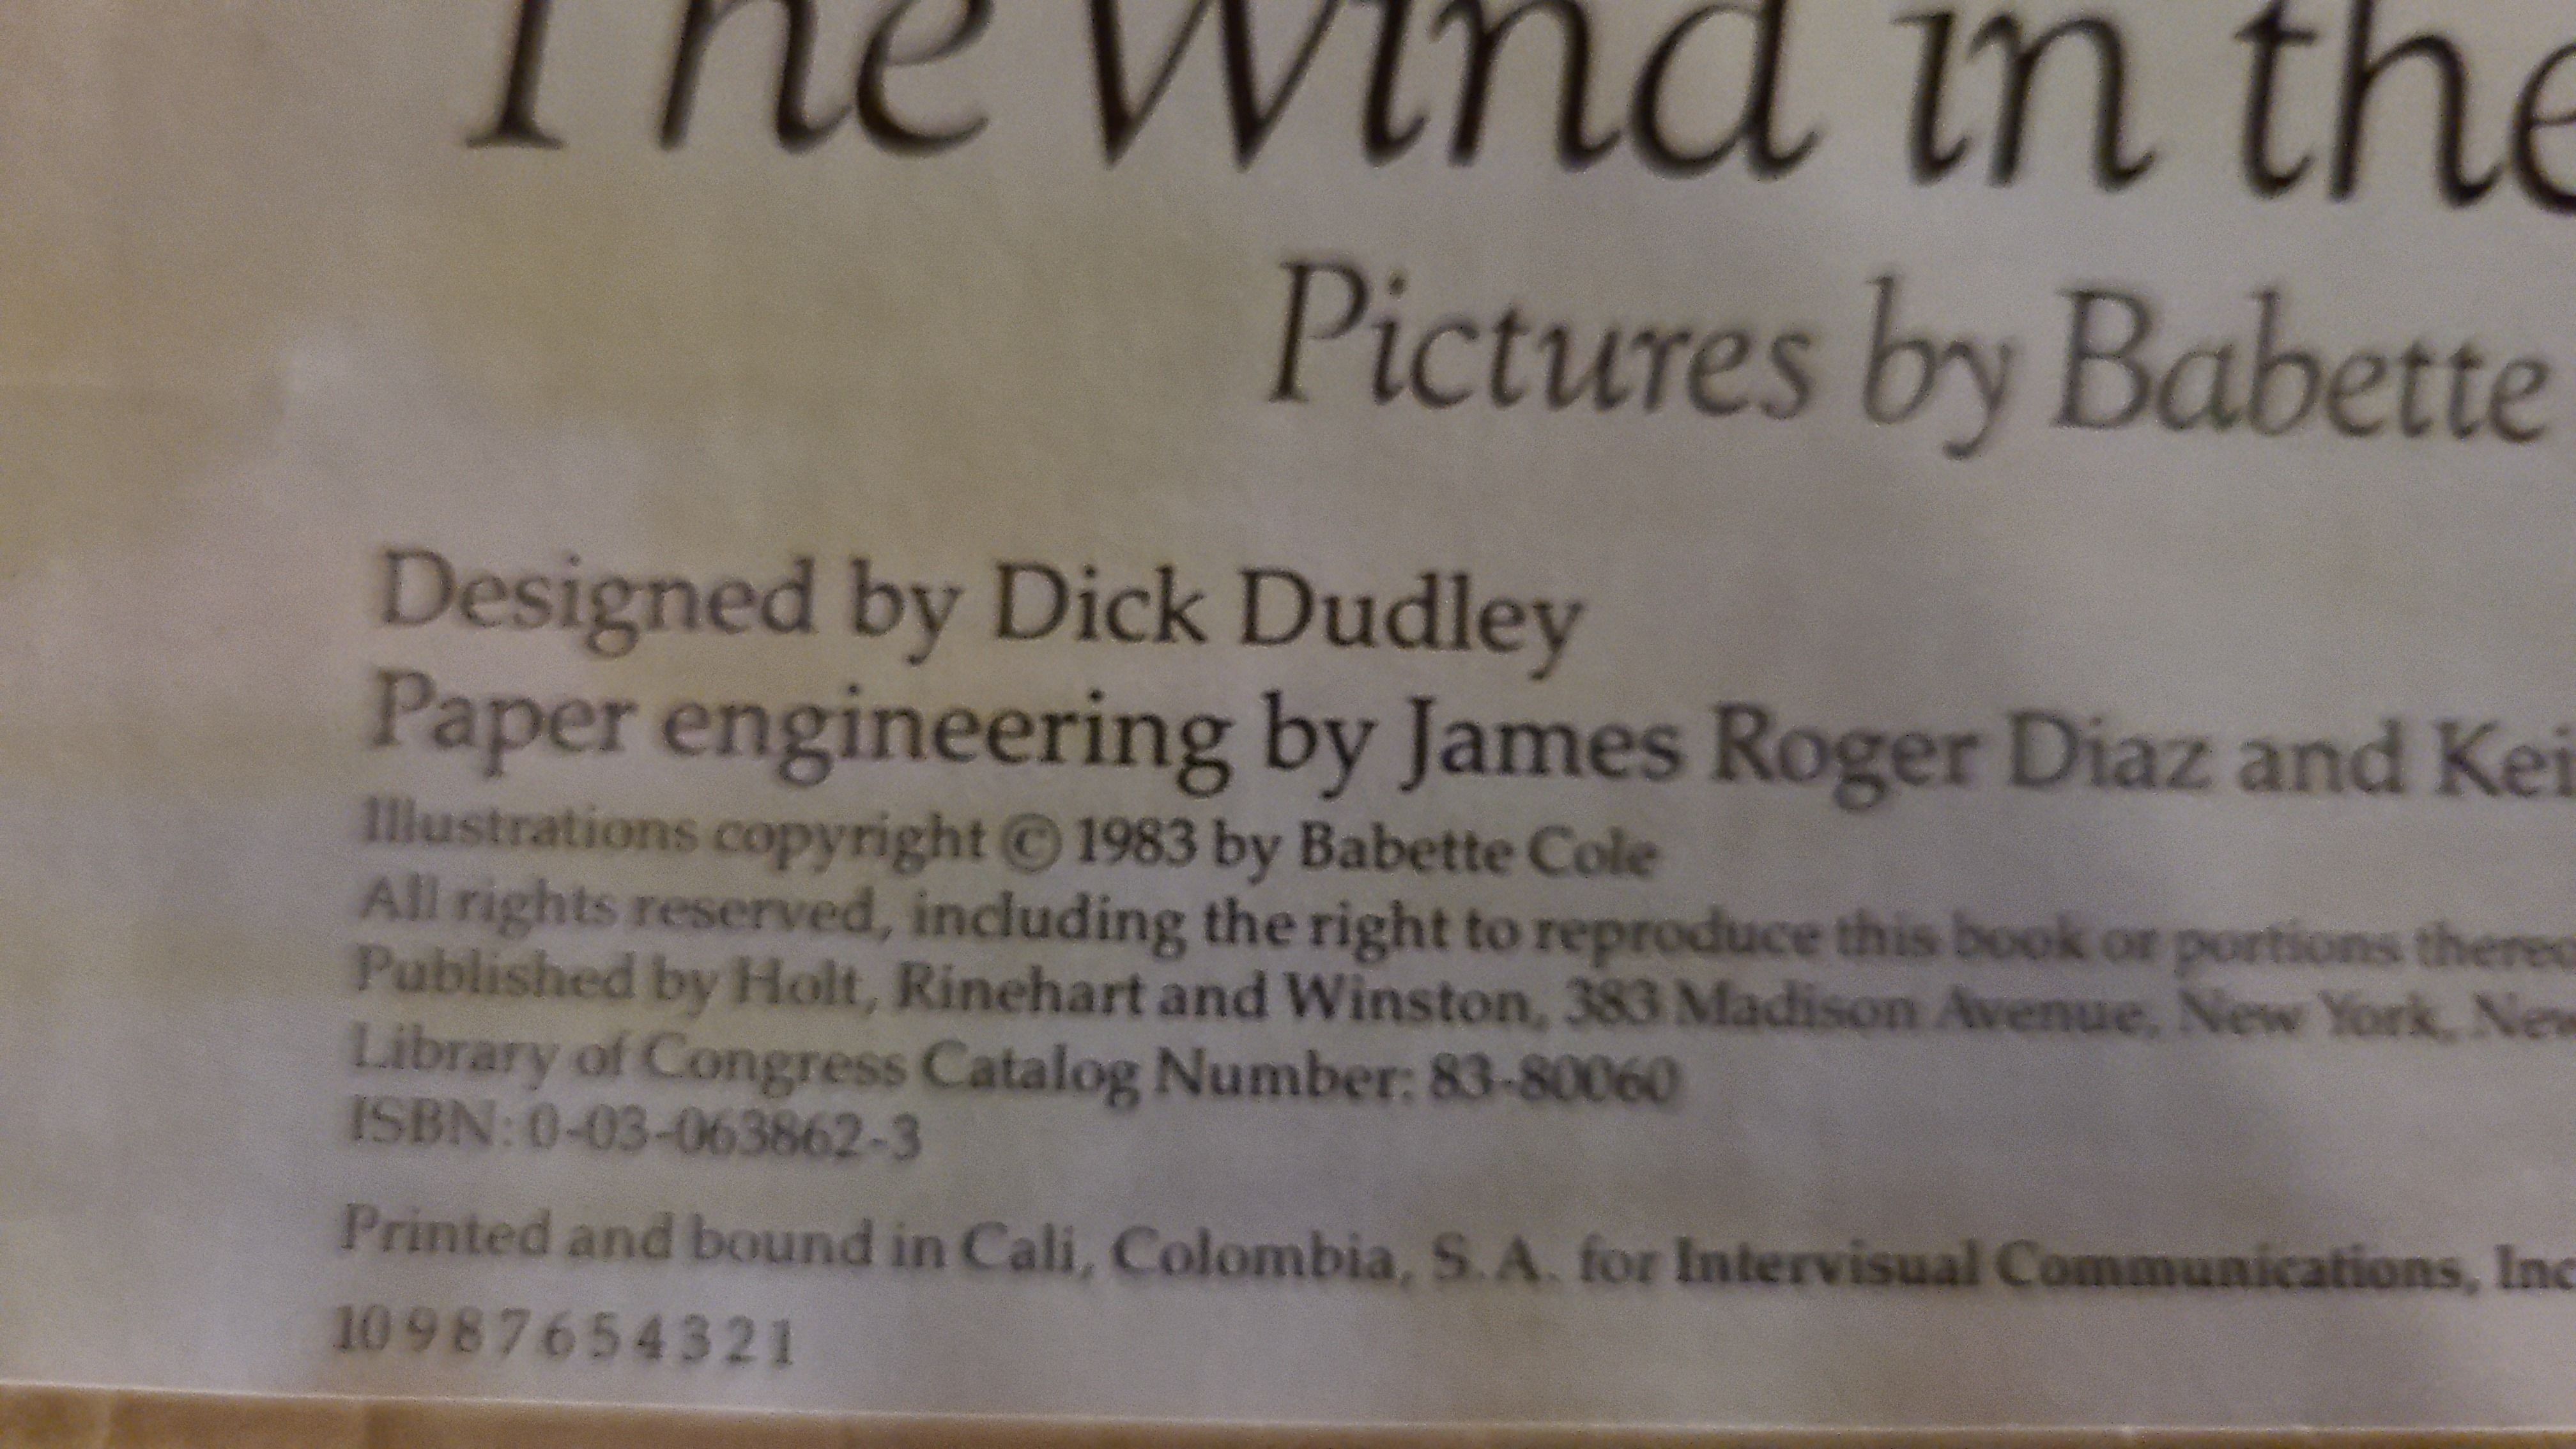 The Wind in the
Pictures by Babette
Designed by Dick Dudley
Paper engineering by James Roger Diaz and Kei
Illustrations copyright © 1983 by Babette Cole
All rights reserved, including the right to reproduce this book or portions thereo
Published by Holt, Rinehart and Winston, 383 Madison Avenue, New York, New
Library of Congress Catalog Number: 83-80060
ISBN: 0-03-063862-3
Printed and bound in Cali, Colombia, S.A. for Intervisual Communications, Inc
10 9 8 7 6 5 4 3 2 1